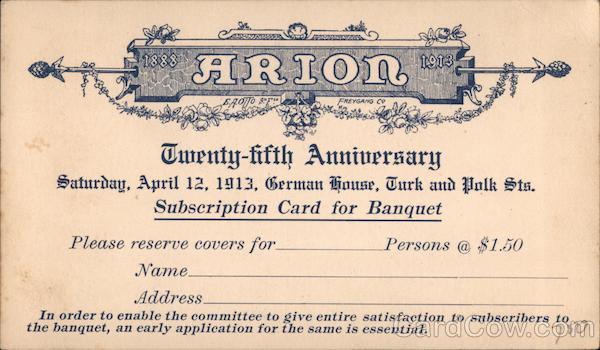 1888 ARION 1913
FREYGANG CO
Twenty-fifth Anniversary
Saturday, April 12, 1913, German House, Turk and Polk Sts.
Subscription Card for Banquet
Please reserve covers for Persons @ $1.50
Name
Address
In order to enable the committee to give entire satisfaction to subscribers to
the banquet, an early application for the same is essential.
CardCow.com